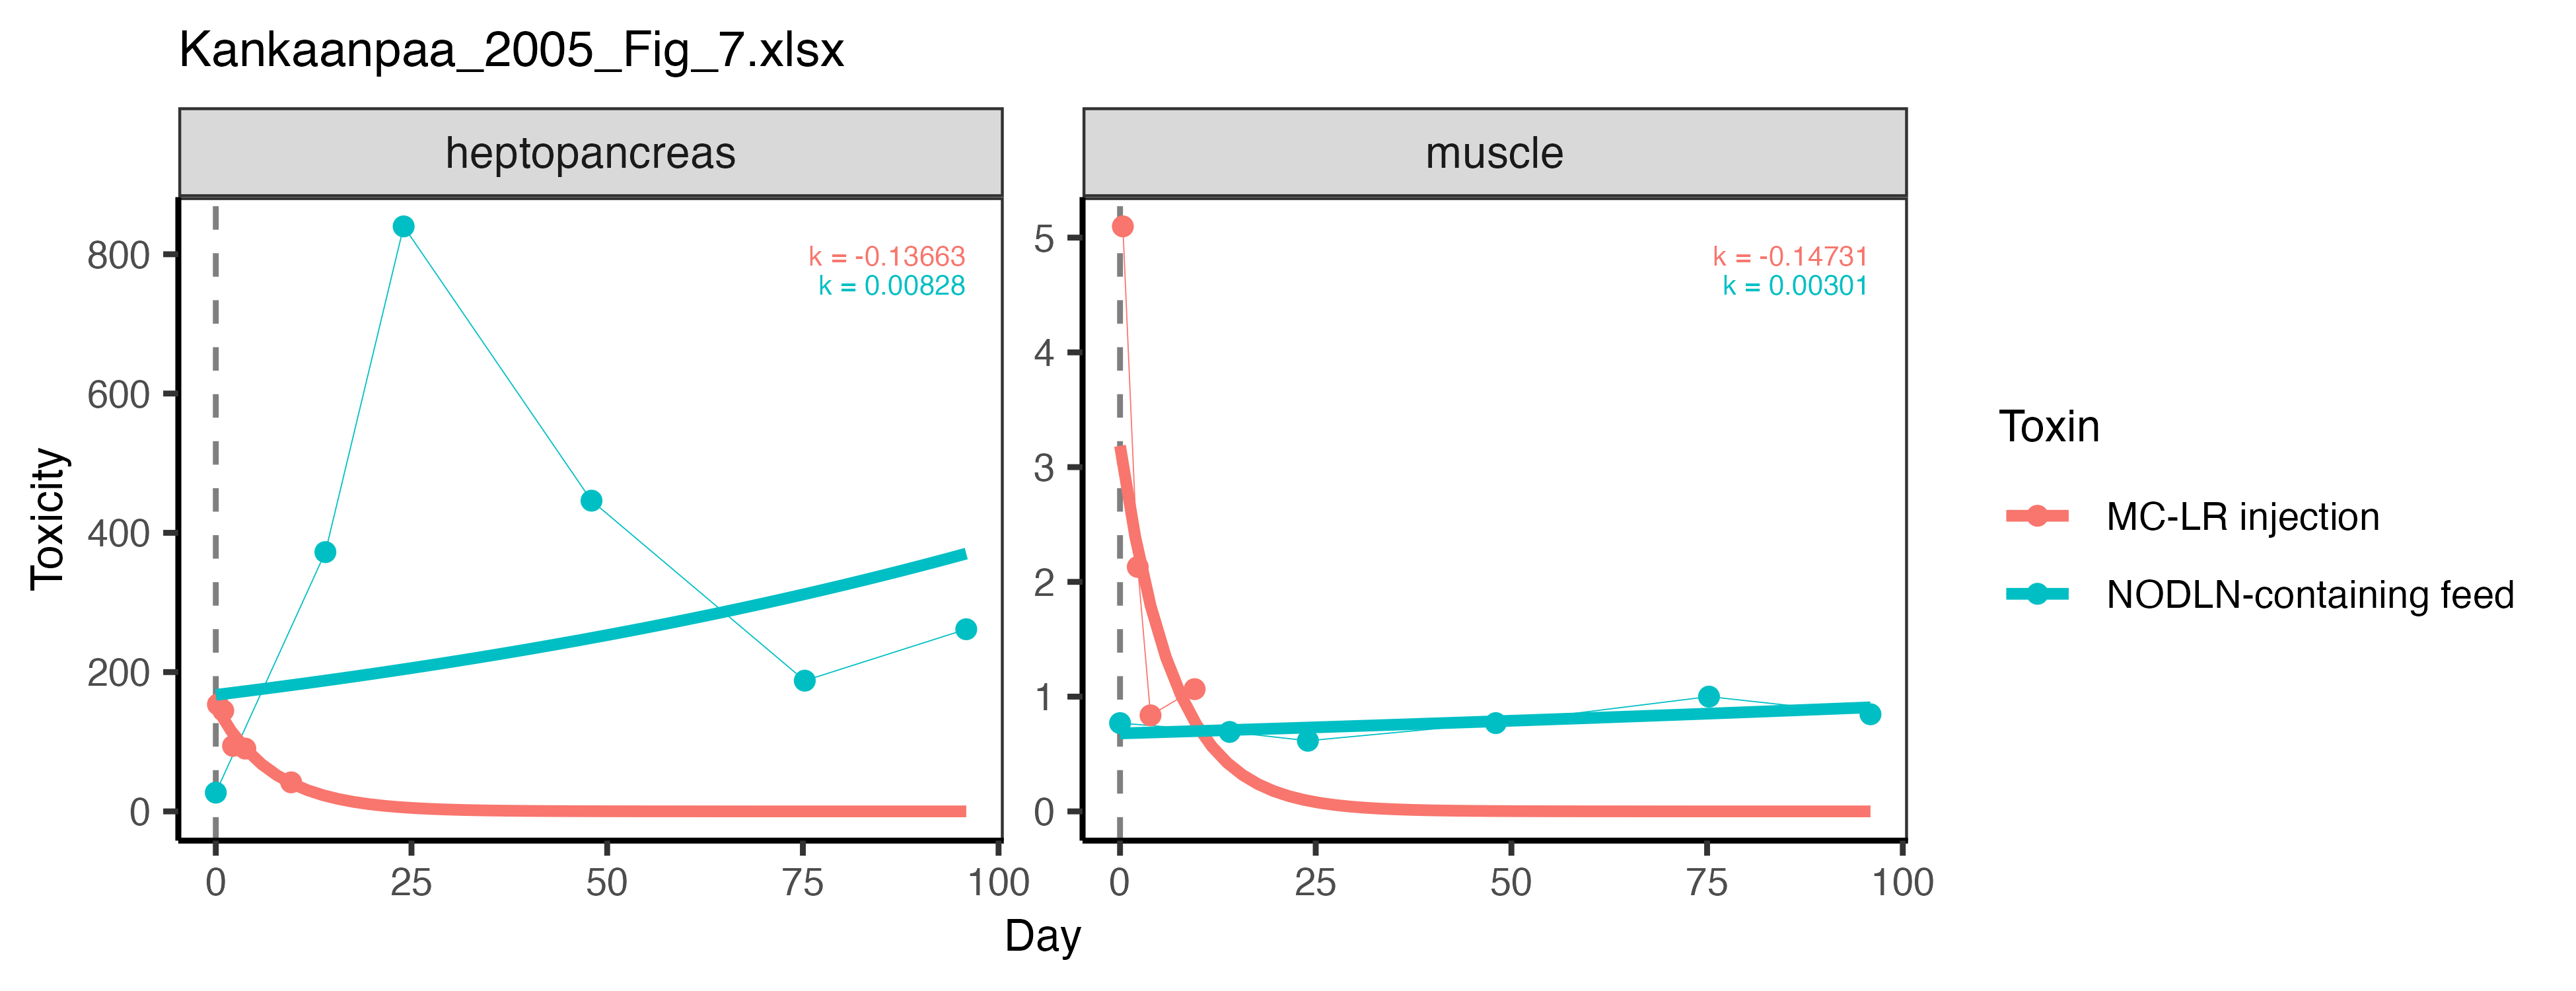 Kankaanpaa_2005_Fig_7.xlsx
heptopancreas
muscle
Toxicity
800
600
400
200
0
k = -0.13663
k = 0.00828
0 25 50 75 100
5
4
3
2
1
0
k = -0.14731
k = 0.00301
0 25 50 75 100
Day
Toxin
MC-LR injection
NODLN-containing feed